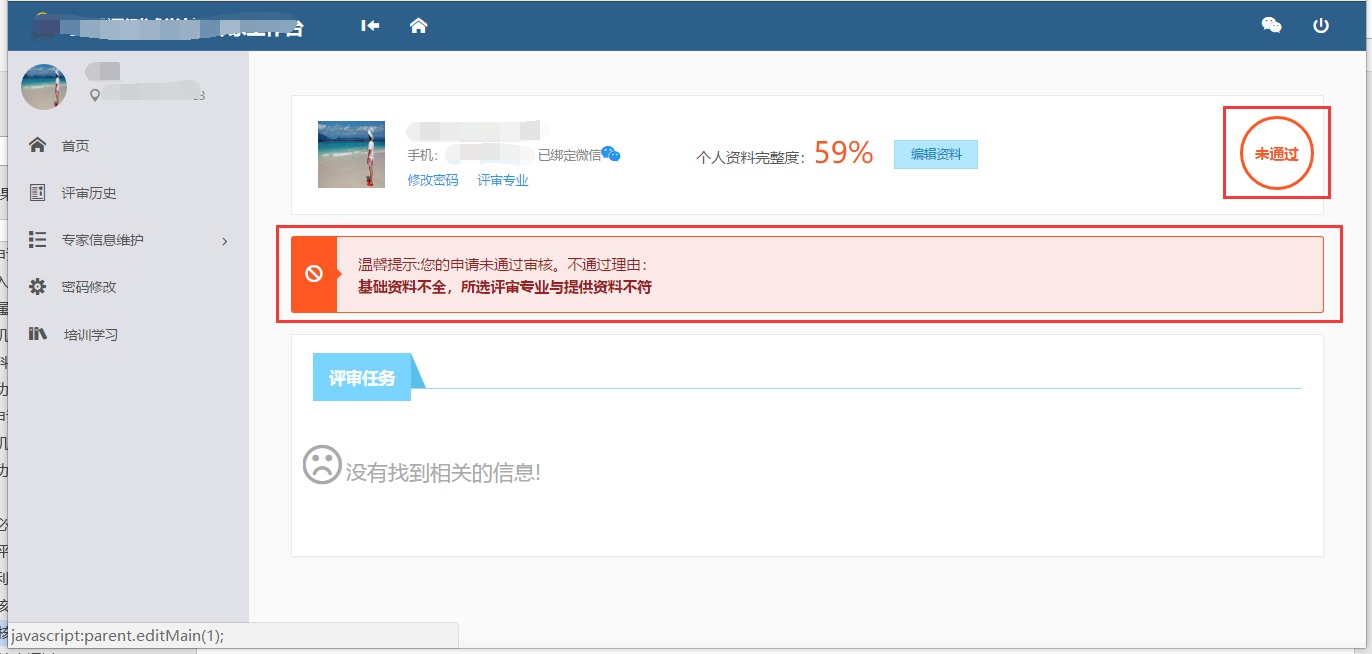 首页
评审历史
专家信息维护
密码修改
培训学习
手机:
已绑定微信
修改密码 评审专业
个人资料完整度: 59% 编辑资料
未通过
温馨提示:您的申请未通过审核。不通过理由:
基础资料不全，所选评审专业与提供资料不符
评审任务
没有找到相关的信息!
javascript:parent.editMain(1);